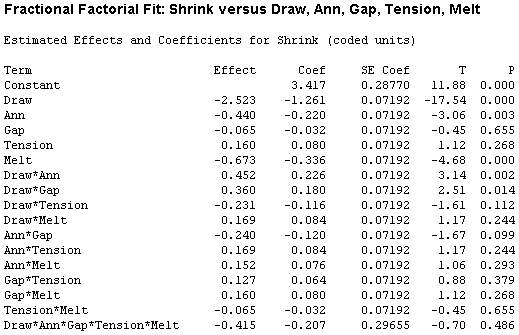 Fractional Factorial Fit: Shrink versus Draw, Ann, Gap, Tension, Melt
Estimated Effects and Coefficients for Shrink (coded units)
Term Effect Coef SE Coef T P
Constant 3.417 0.28770 11.88 0.000
Draw -2.523 -1.261 0.07192 -17.54 0.000
Ann -0.440 -0.220 0.07192 -3.06 0.003
Gap -0.065 -0.032 0.07192 -0.45 0.655
Tension 0.160 0.080 0.07192 1.12 0.268
Melt -0.673 -0.336 0.07192 -4.68 0.000
Draw*Ann 0.452 0.226 0.07192 3.14 0.002
Draw*Gap 0.360 0.180 0.07192 2.51 0.014
Draw*Tension -0.231 -0.116 0.07192 -1.61 0.112
Draw*Melt 0.169 0.084 0.07192 1.17 0.244
Ann*Gap -0.240 -0.120 0.07192 -1.67 0.099
Ann*Tension 0.169 0.084 0.07192 1.17 0.244
Ann*Melt 0.152 0.076 0.07192 1.06 0.293
Gap*Tension 0.127 0.064 0.07192 0.88 0.379
Gap*Melt 0.160 0.080 0.07192 1.12 0.268
Tension*Melt -0.065 -0.032 0.07192 -0.45 0.655
Draw*Ann*Gap*Tension*Melt -0.415 -0.207 0.29655 -0.70 0.486